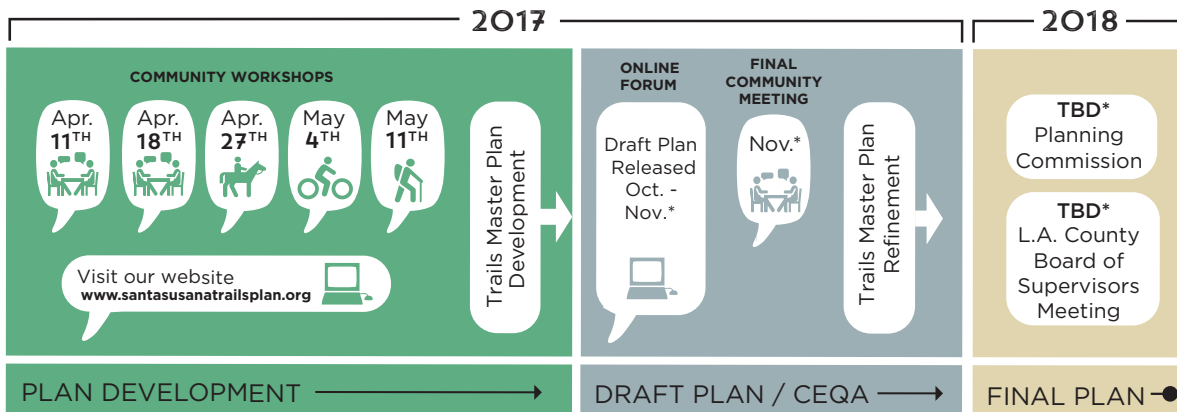 2017
2018
COMMUNITY WORKSHOPS
Apr.
11TH
Apr.
18TH
Apr.
27TH
May
4TH
May
11TH
Visit our website
www.santasusanatrailsplan.org
Trails Master Plan
Development
ONLINE
FORUM
Draft Plan
Released
Oct. -
Nov.*
FINAL
COMMUNITY
MEETING
Nov.*
Trails Master Plan
Refinement
TBD*
Planning
Commission
TBD*
L.A. County
Board of
Supervisors
Meeting
PLAN DEVELOPMENT
DRAFT PLAN / CEQA
FINAL PLAN